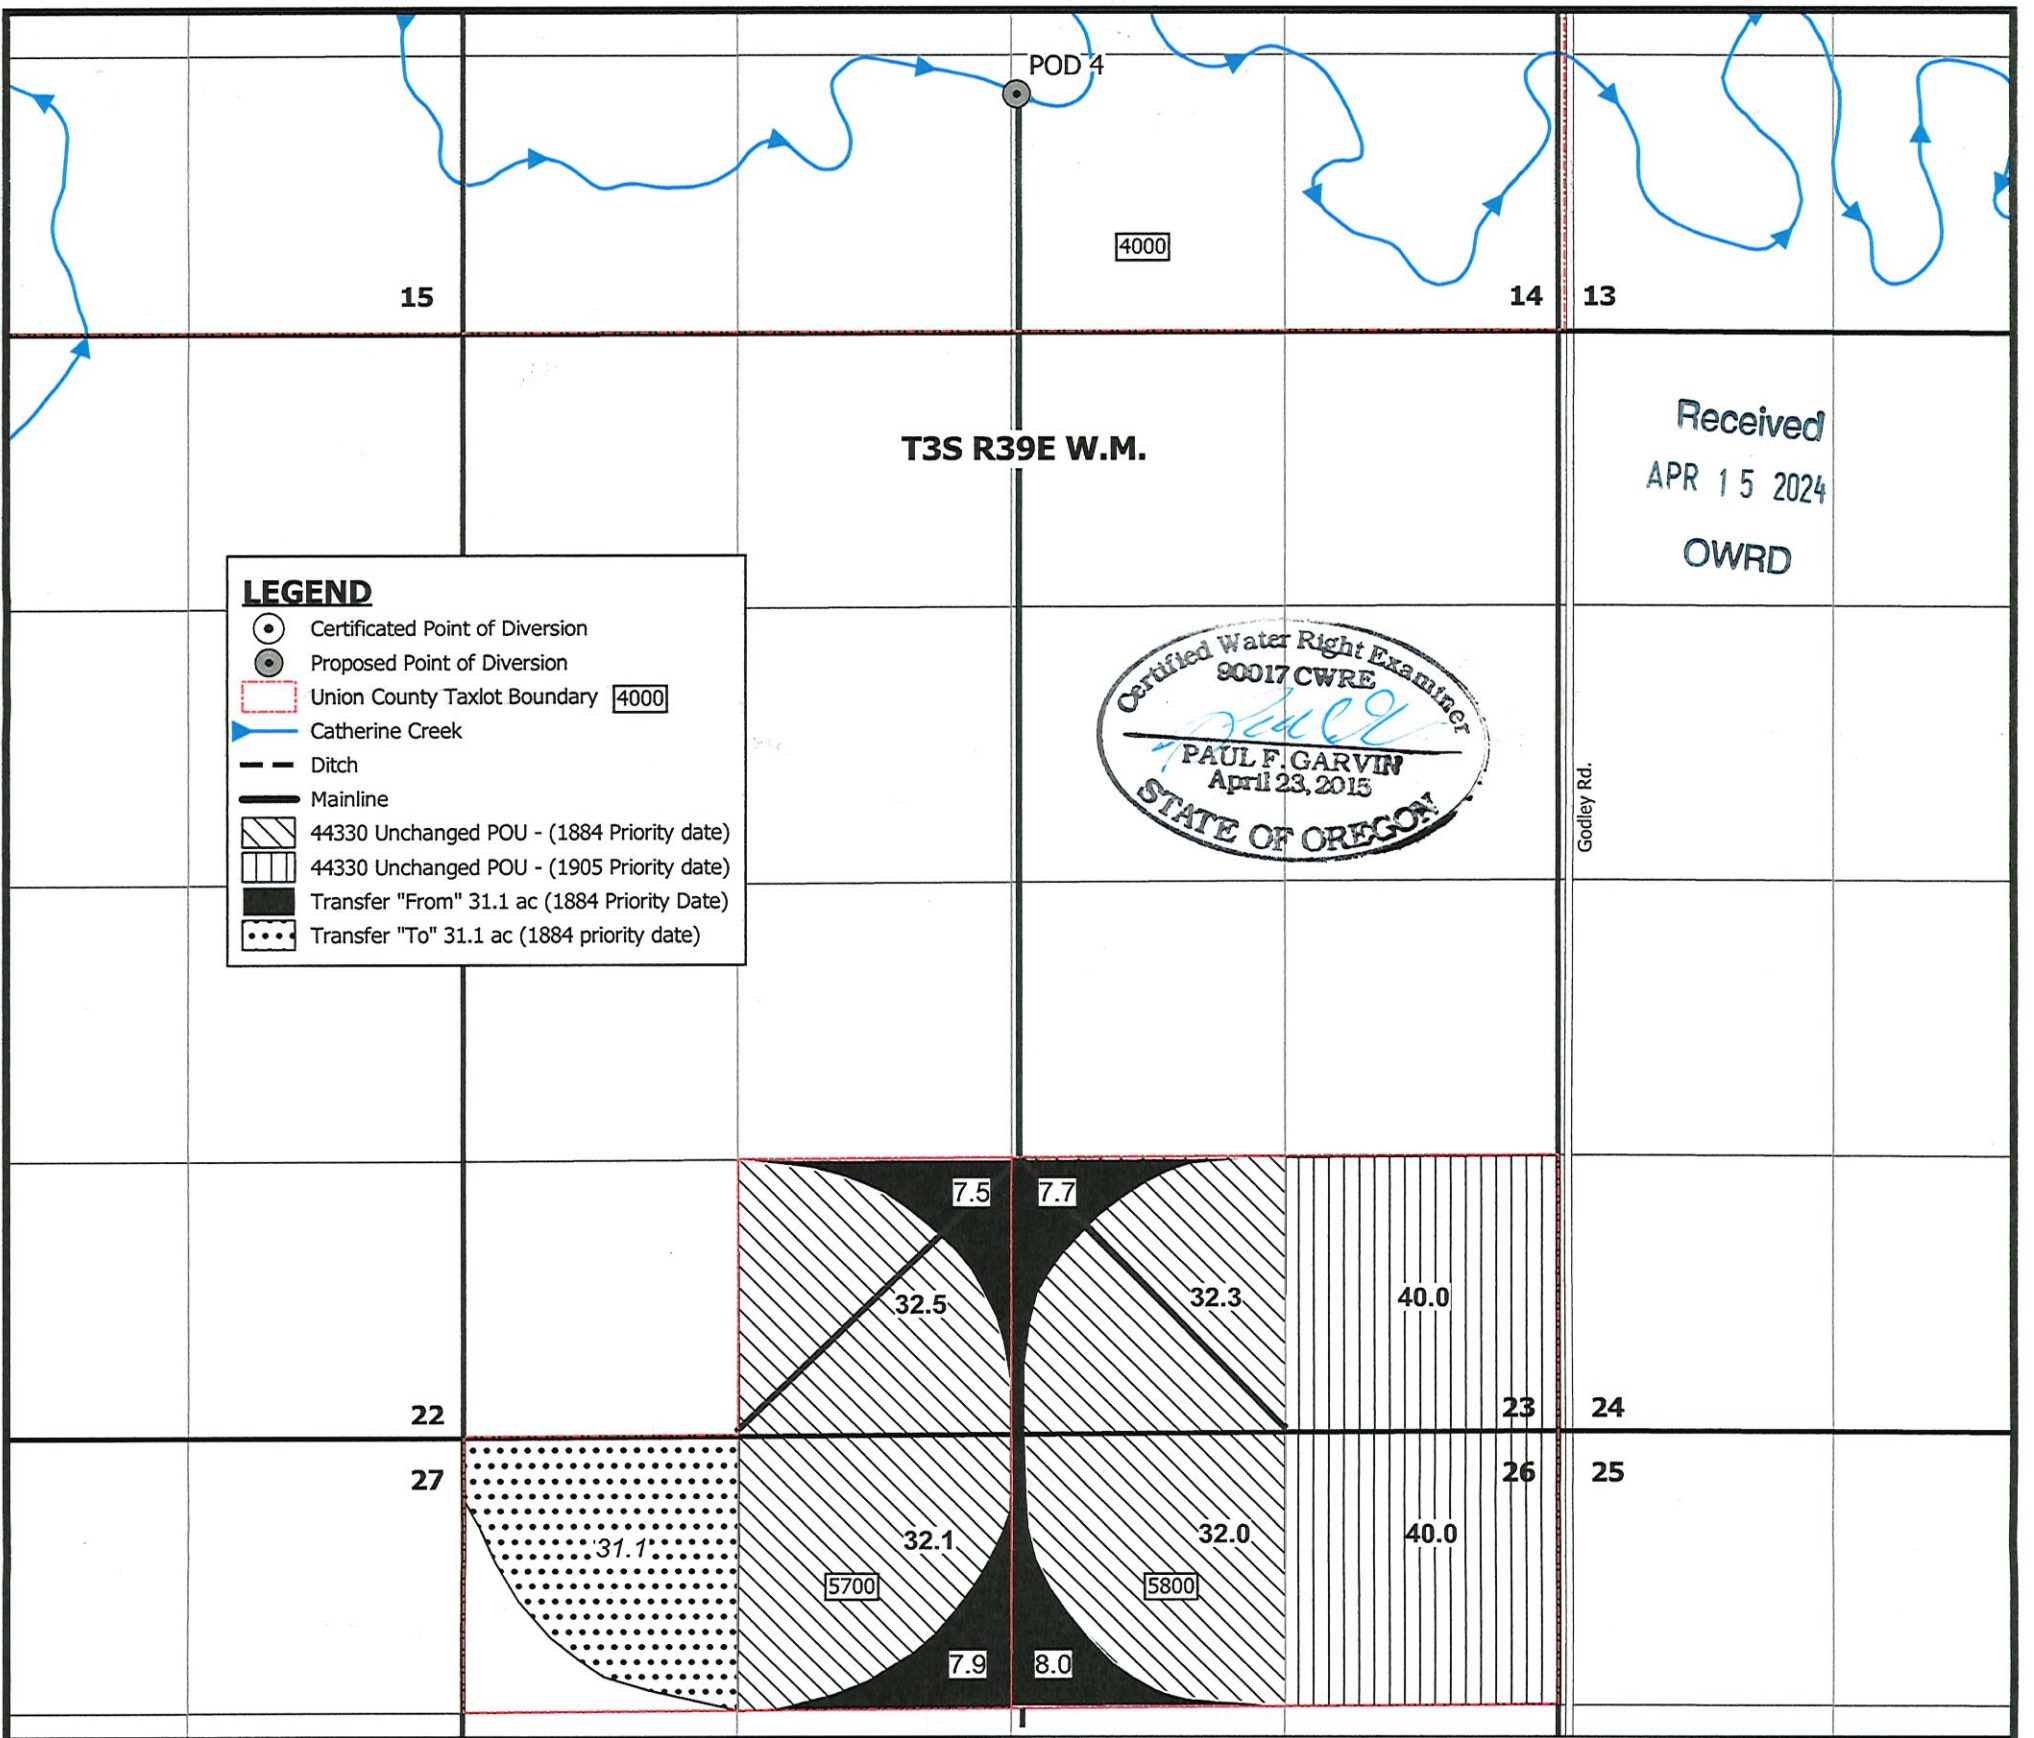 POD 4
4000
15
14
13
T3S R39E W.M.
Received
APR 15 2024
OWRD
LEGEND
Certificated Point of Diversion
Proposed Point of Diversion
Union County Taxlot Boundary 4000
Catherine Creek
Ditch
Mainline
44330 Unchanged POU - (1884 Priority date)
44330 Unchanged POU - (1905 Priority date)
Transfer "From" 31.1 ac (1884 Priority Date)
Transfer "To" 31.1 ac (1884 priority date)
Certified Water Right Examiner
90017 CWRE
PAUL F. GARVIN
April 23, 2015
STATE OF OREGON
Godley Rd.
7.5
7.7
32.5
32.3
40.0
22
23
24
27
26
25
31.1
32.1
32.0
40.0
5700
5800
7.9
8.0